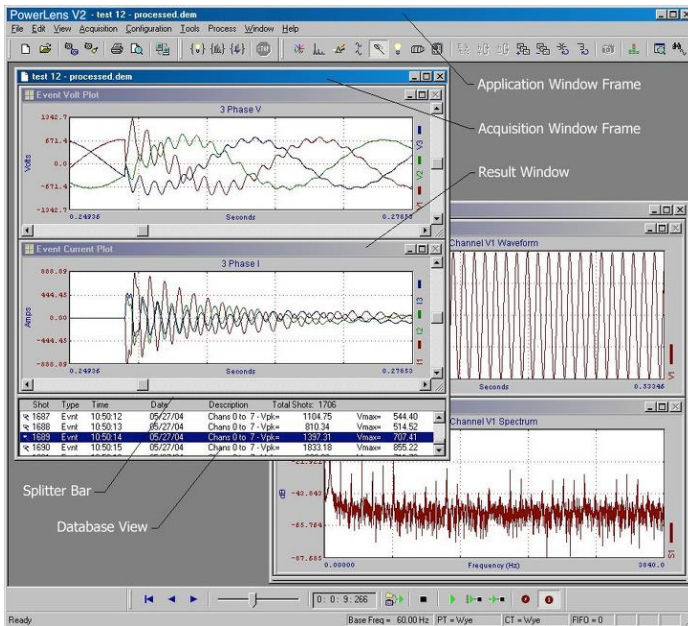 PowerLens V2 - test 12 - processed.dem
File Edit View Acquisition Configuration Tools Process Window Help
test 12 - processed.dem
Event Volt Plot
3 Phase V
1042.7
671.4
0.0
-671.4
-1042.7
Volts
V3
V2
V1
0.24936
Seconds
0.27853
Event Current Plot
3 Phase I
888.89
444.45
0.00
-444.45
-888.89
Amps
I3
I2
I1
0.24936
Seconds
0.27853
Shot Type Time Date Description Total Shots: 1706
1687 Evnt 10:50:12 05/27/04 Chans 0 to 7 - Vpk= 1104.75 Vmax= 544.40
1688 Evnt 10:50:13 05/27/04 Chans 0 to 7 - Vpk= 810.34 Vmax= 514.52
1689 Evnt 10:50:14 05/27/04 Chans 0 to 7 - Vpk= 1397.31 Vmax= 707.41
1690 Evnt 10:50:15 05/27/04 Chans 0 to 7 - Vpk= 1833.18 Vmax= 855.22
Application Window Frame
Acquisition Window Frame
Result Window
Channel V1 Waveform
V1
Seconds
0.53346
Channel V1 Spectrum
-21.921
-43.842
-65.764
-87.685
dB
S1
0.00000
Frequency (Hz)
3840.0
Splitter Bar
Database View
0: 0: 9: 266
Ready
Base Freq = 60.00 Hz
PT = Wye
CT = Wye
FIFO = 0